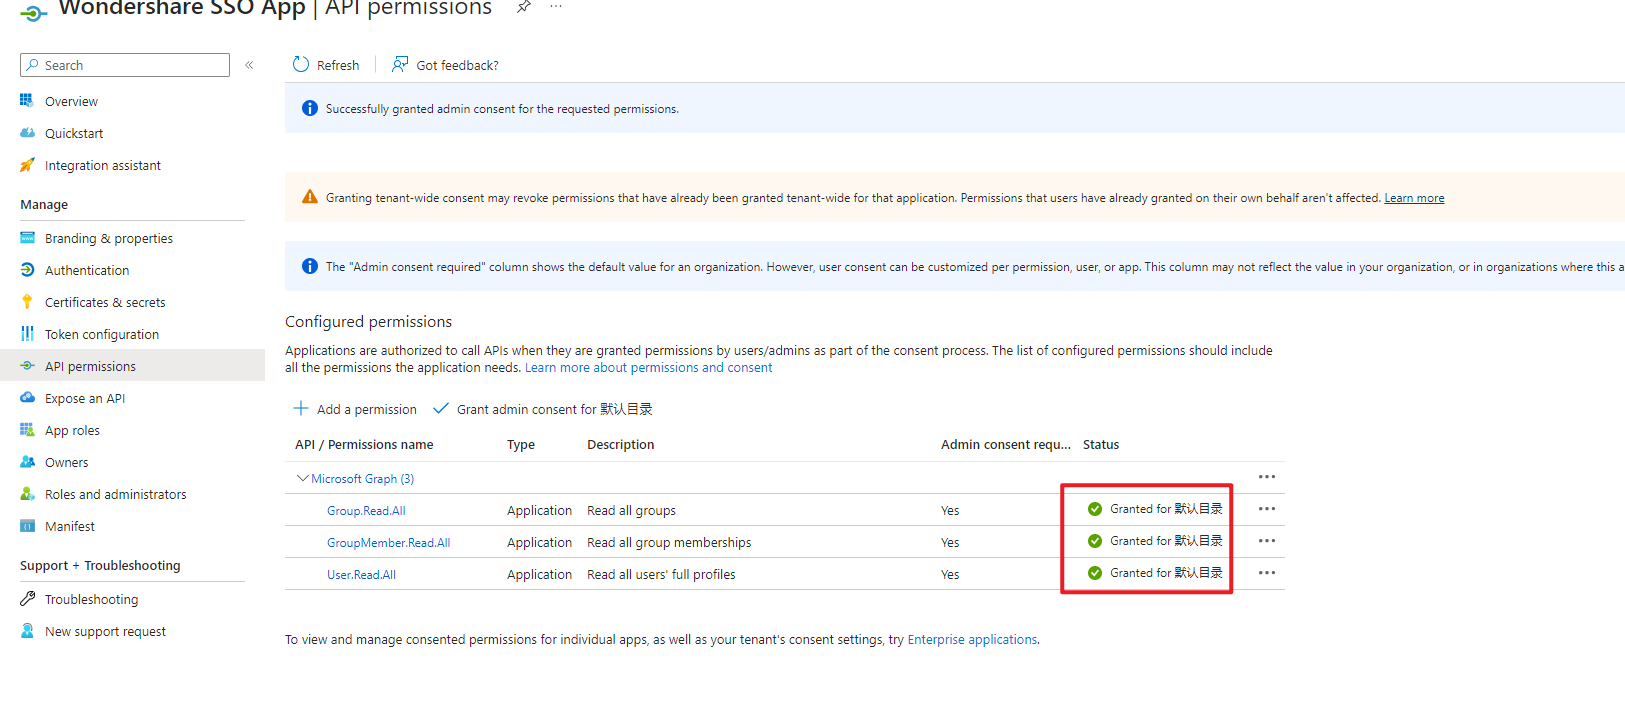 Wondershare SSO App | API permissions
Search
Refresh
Got feedback?
Overview
Quickstart
Integration assistant
Manage
Branding & properties
Authentication
Certificates & secrets
Token configuration
API permissions
Expose an API
App roles
Owners
Roles and administrators
Manifest
Support + Troubleshooting
Troubleshooting
New support request
Successfully granted admin consent for the requested permissions.
Granting tenant-wide consent may revoke permissions that have already been granted tenant-wide for that application. Permissions that users have already granted on their own behalf aren't affected. Learn more
The "Admin consent required" column shows the default value for an organization. However, user consent can be customized per permission, user, or app. This column may not reflect the value in your organization, or in organizations where this a
Configured permissions
Applications are authorized to call APIs when they are granted permissions by users/admins as part of the consent process. The list of configured permissions should include
all the permissions the application needs. Learn more about permissions and consent
Add a permission
Grant admin consent for 默认目录
API / Permissions name Type Description Admin consent requ... Status
Microsoft Graph (3)
Group.Read.All Application Read all groups Yes Granted for 默认目录
GroupMember.Read.All Application Read all group memberships Yes Granted for 默认目录
User.Read.All Application Read all users' full profiles Yes Granted for 默认目录
To view and manage consented permissions for individual apps, as well as your tenant's consent settings, try Enterprise applications.